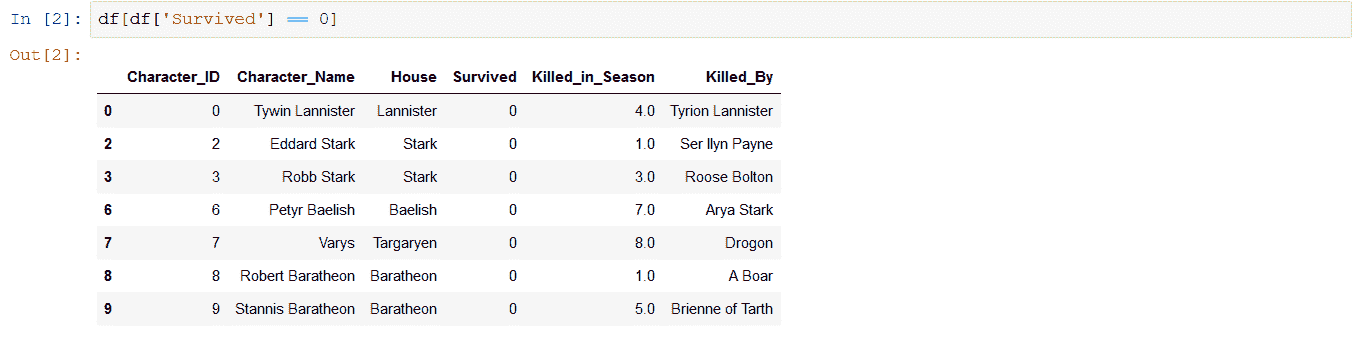 In [2]: df[df['Survived'] == 0]
Out[2]:
Character_ID Character_Name House Survived Killed_in_Season Killed_By
0 0 Tywin Lannister Lannister 0 4.0 Tyrion Lannister
2 2 Eddard Stark Stark 0 1.0 Ser Ilyn Payne
3 3 Robb Stark Stark 0 3.0 Roose Bolton
6 6 Petyr Baelish Baelish 0 7.0 Arya Stark
7 7 Varys Targaryen 0 8.0 Drogon
8 8 Robert Baratheon Baratheon 0 1.0 A Boar
9 9 Stannis Baratheon Baratheon 0 5.0 Brienne of Tarth